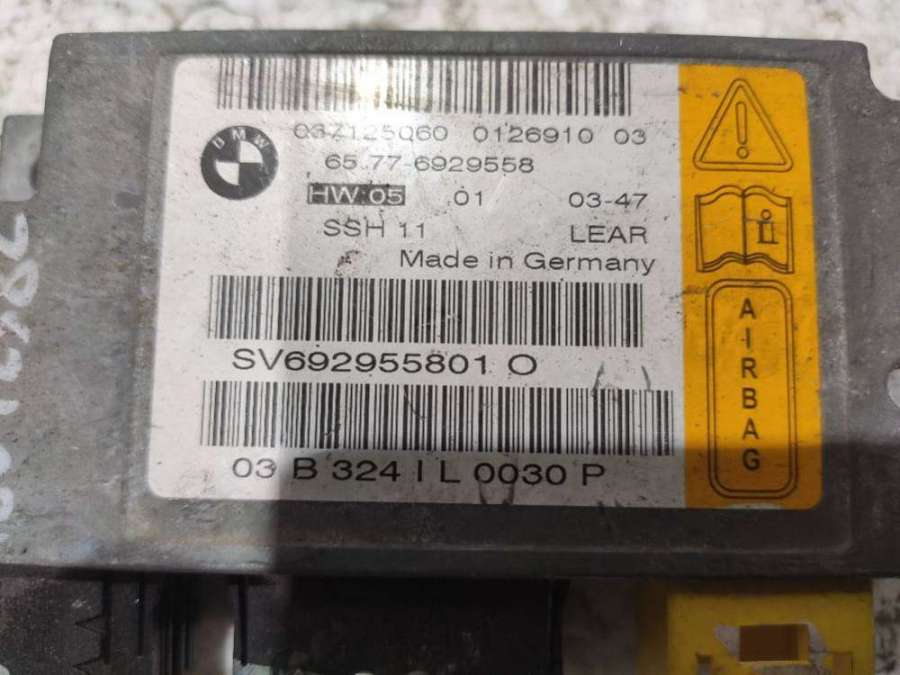 BMW
037125Q60 0126910 03
65.77-6929558
HW 05 01 03-47
SSH 11 LEAR
Made in Germany
SV692955801 O
03 B 324 I L 0030 P
AIRBAG